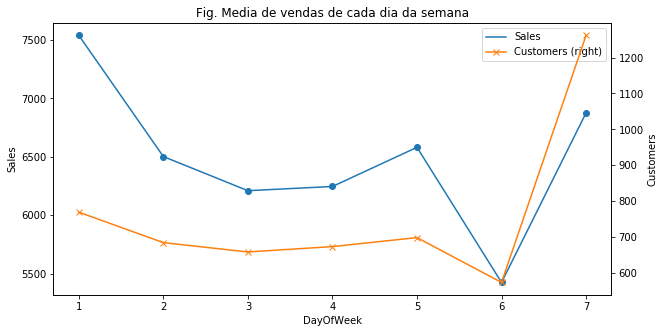 Fig. Media de vendas de cada dia da semana
Sales
Customers (right)
7500
7000
6500
6000
5500
Sales
1200
1100
1000
900
800
700
600
Customers
1 2 3 4 5 6 7
DayOfWeek